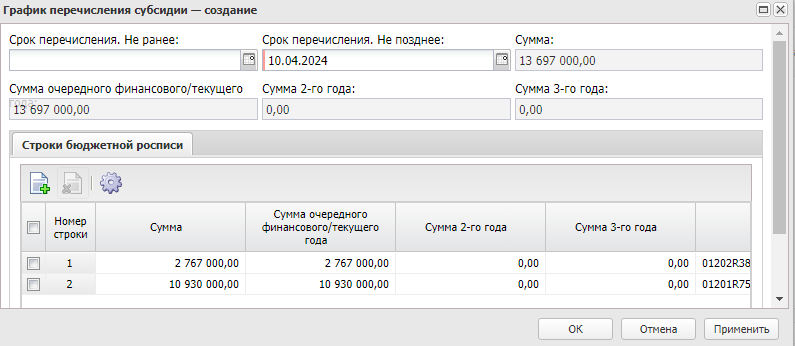 График перечисления субсидии — создание
Срок перечисления. Не ранее:
Срок перечисления. Не позднее:
Сумма:
10.04.2024
13 697 000,00
Сумма очередного финансового/текущего
года:
Сумма 2-го года:
Сумма 3-го года:
13 697 000,00
0,00
0,00
Строки бюджетной росписи
Номер строки
Сумма
Сумма очередного финансового/текущего года
Сумма 2-го года
Сумма 3-го года
1 2 767 000,00 2 767 000,00 0,00 0,00 01202R38
2 10 930 000,00 10 930 000,00 0,00 0,00 01201R75
ОК
Отмена
Применить